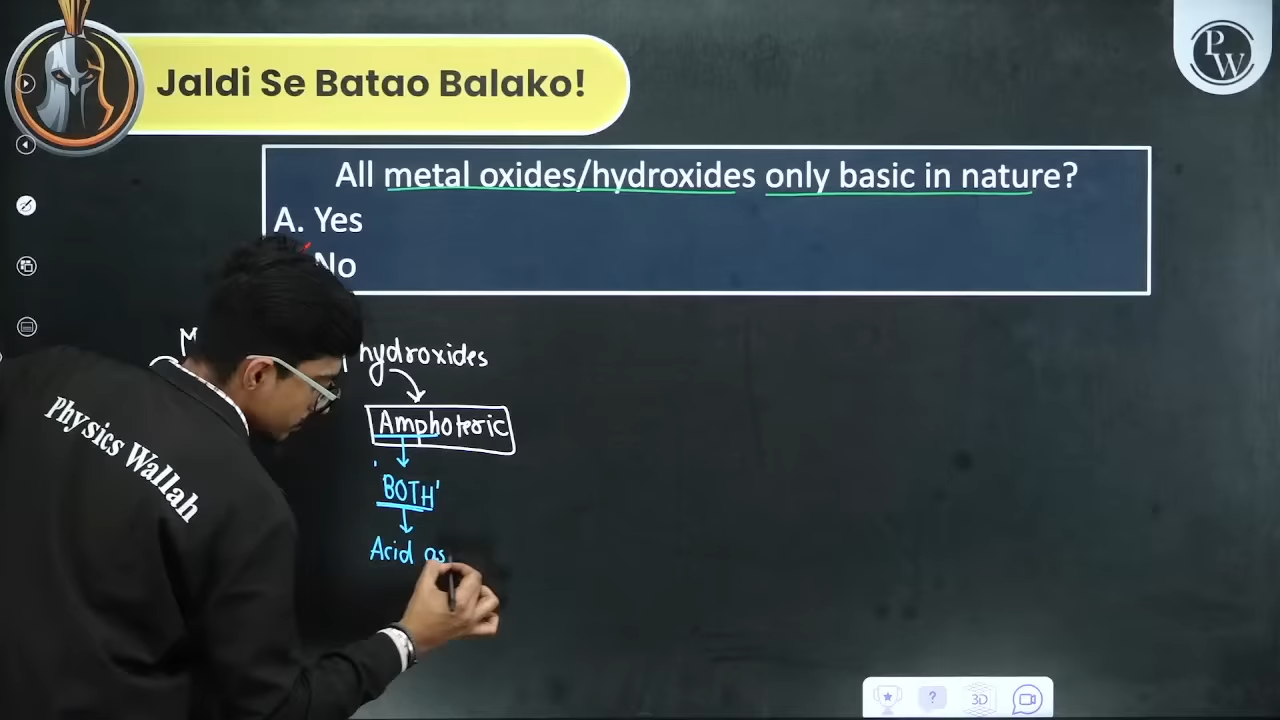 Jaldi Se Batao Balako!
PW
All metal oxides/hydroxides only basic in nature?
A. Yes
No
M
hydroxides
Amphoteric
'BOTH'
Acid as
Physics Wallah
?
3D